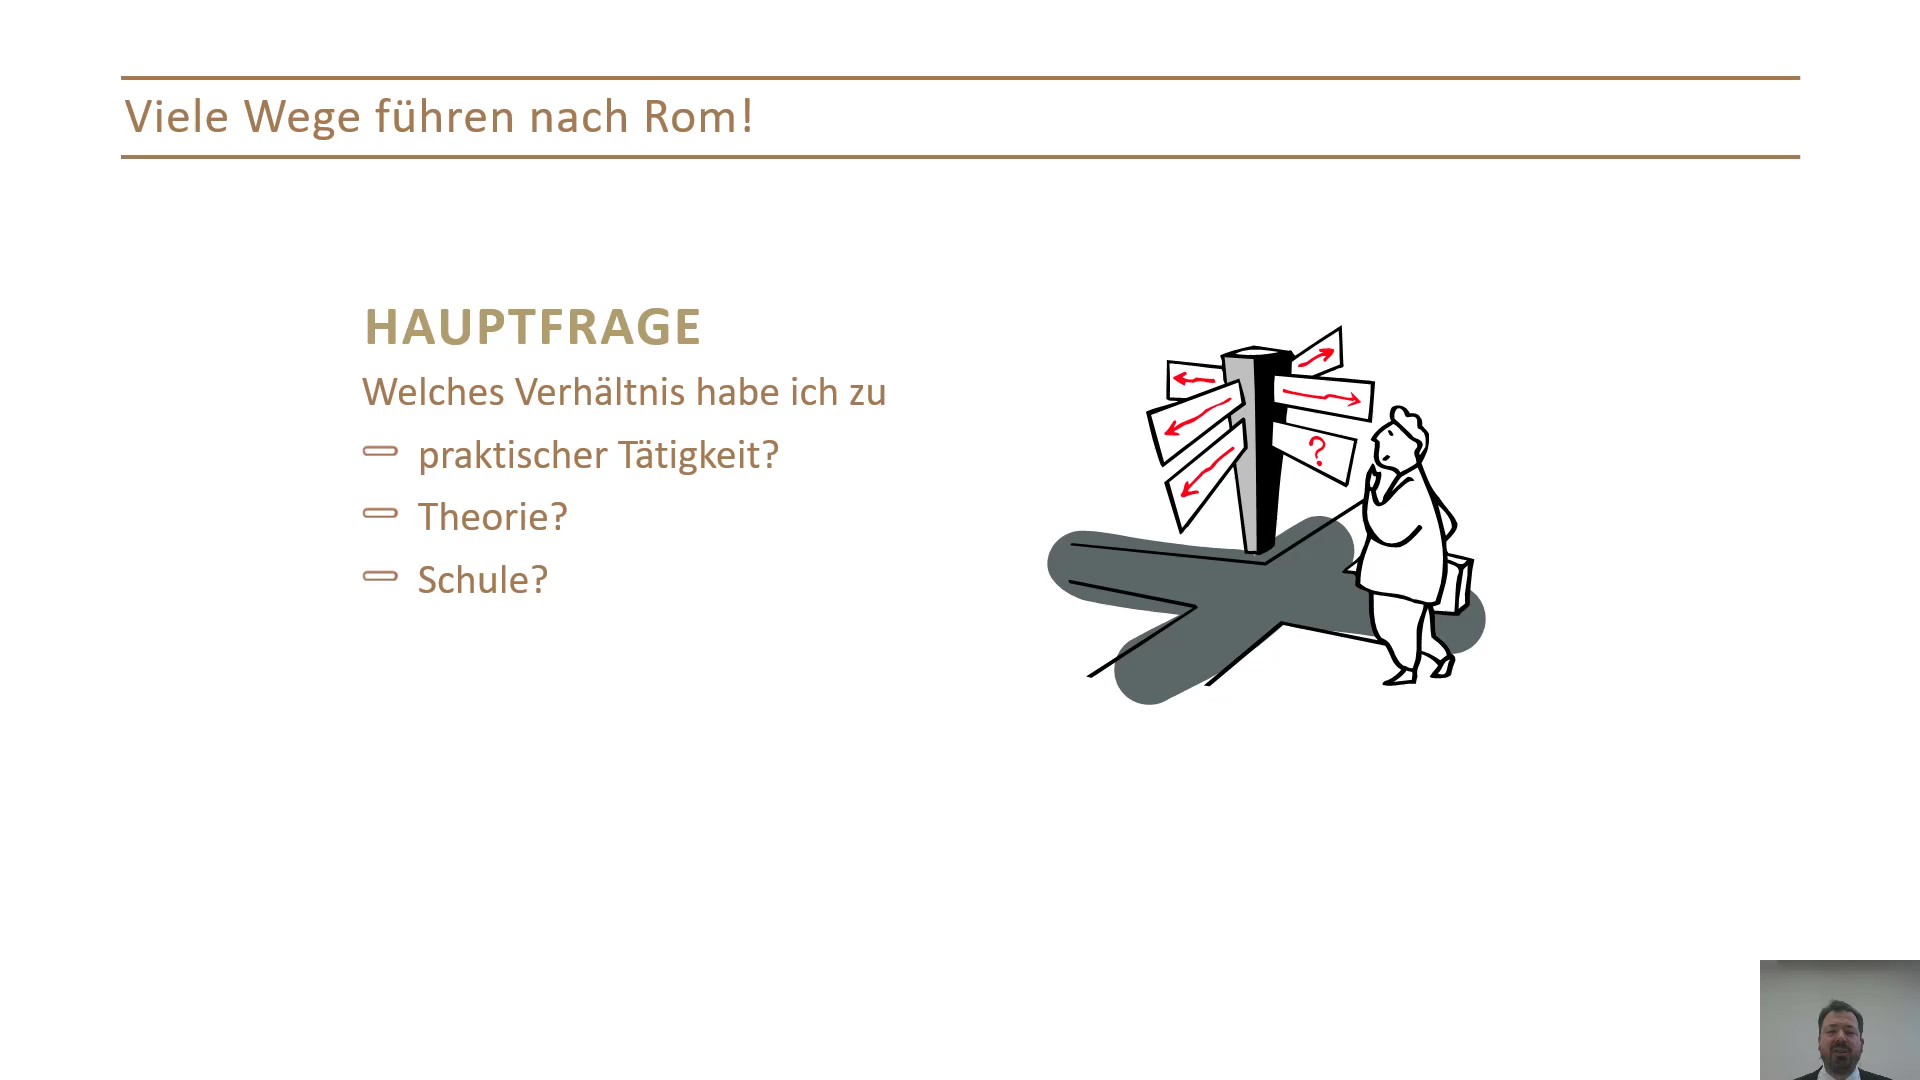 Viele Wege führen nach Rom!
HAUPTFRAGE
Welches Verhältnis habe ich zu
praktischer Tätigkeit?
Theorie?
Schule?
?